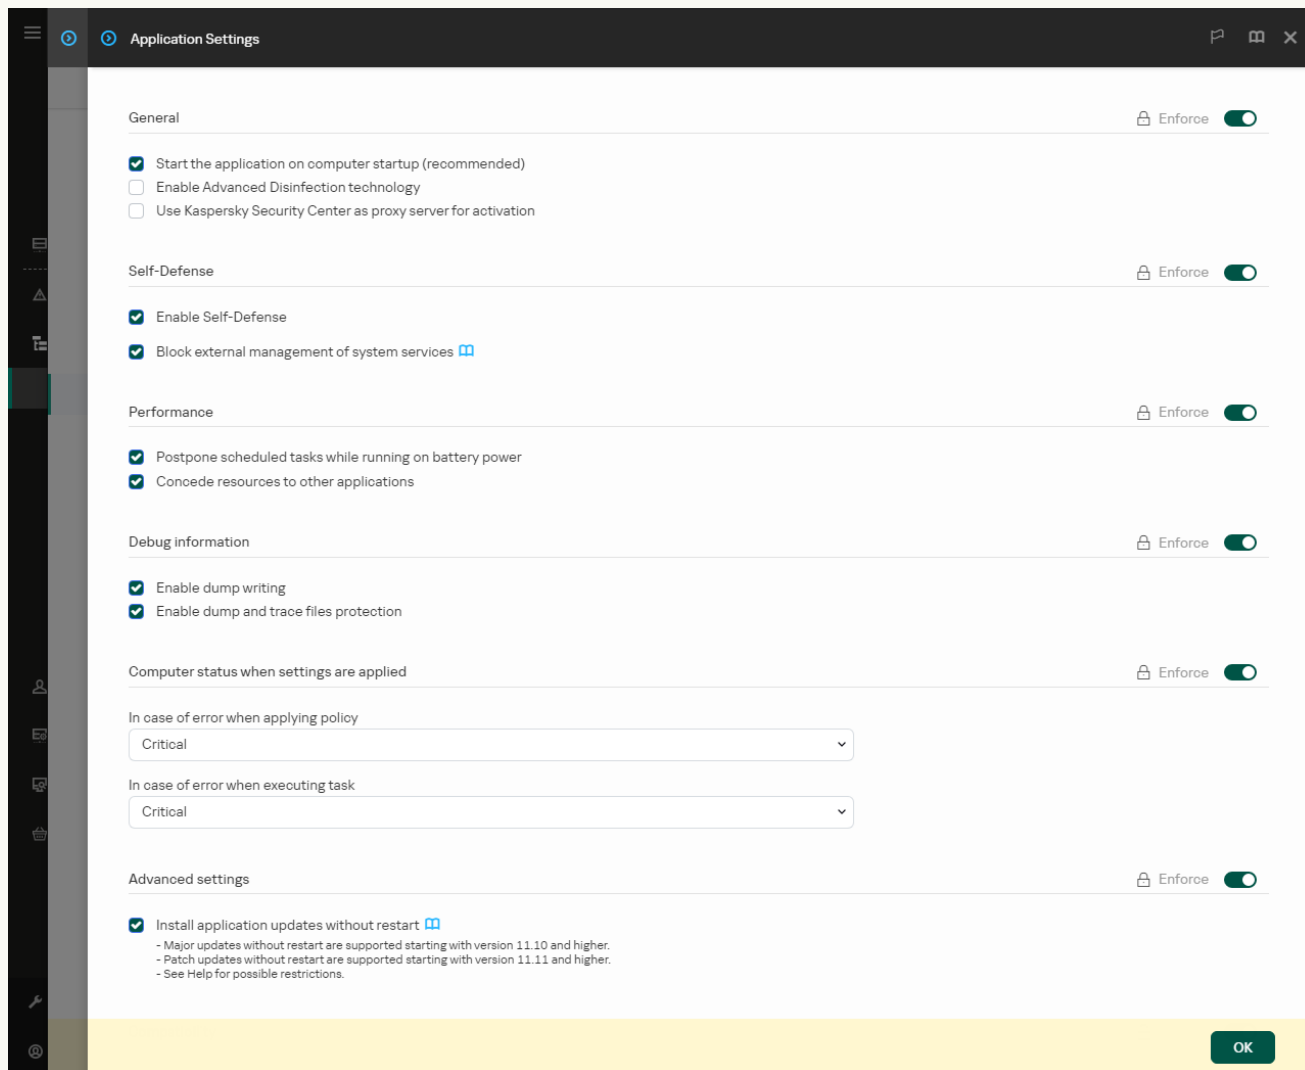 Application Settings
General
Enforce
Start the application on computer startup (recommended)
Enable Advanced Disinfection technology
Use Kaspersky Security Center as proxy server for activation
Self-Defense
Enforce
Enable Self-Defense
Block external management of system services
Performance
Enforce
Postpone scheduled tasks while running on battery power
Concede resources to other applications
Debug information
Enforce
Enable dump writing
Enable dump and trace files protection
Computer status when settings are applied
Enforce
In case of error when applying policy
Critical
In case of error when executing task
Critical
Advanced settings
Enforce
Install application updates without restart
- Major updates without restart are supported starting with version 11.10 and higher.
- Patch updates without restart are supported starting with version 11.11 and higher.
- See Help for possible restrictions.
OK